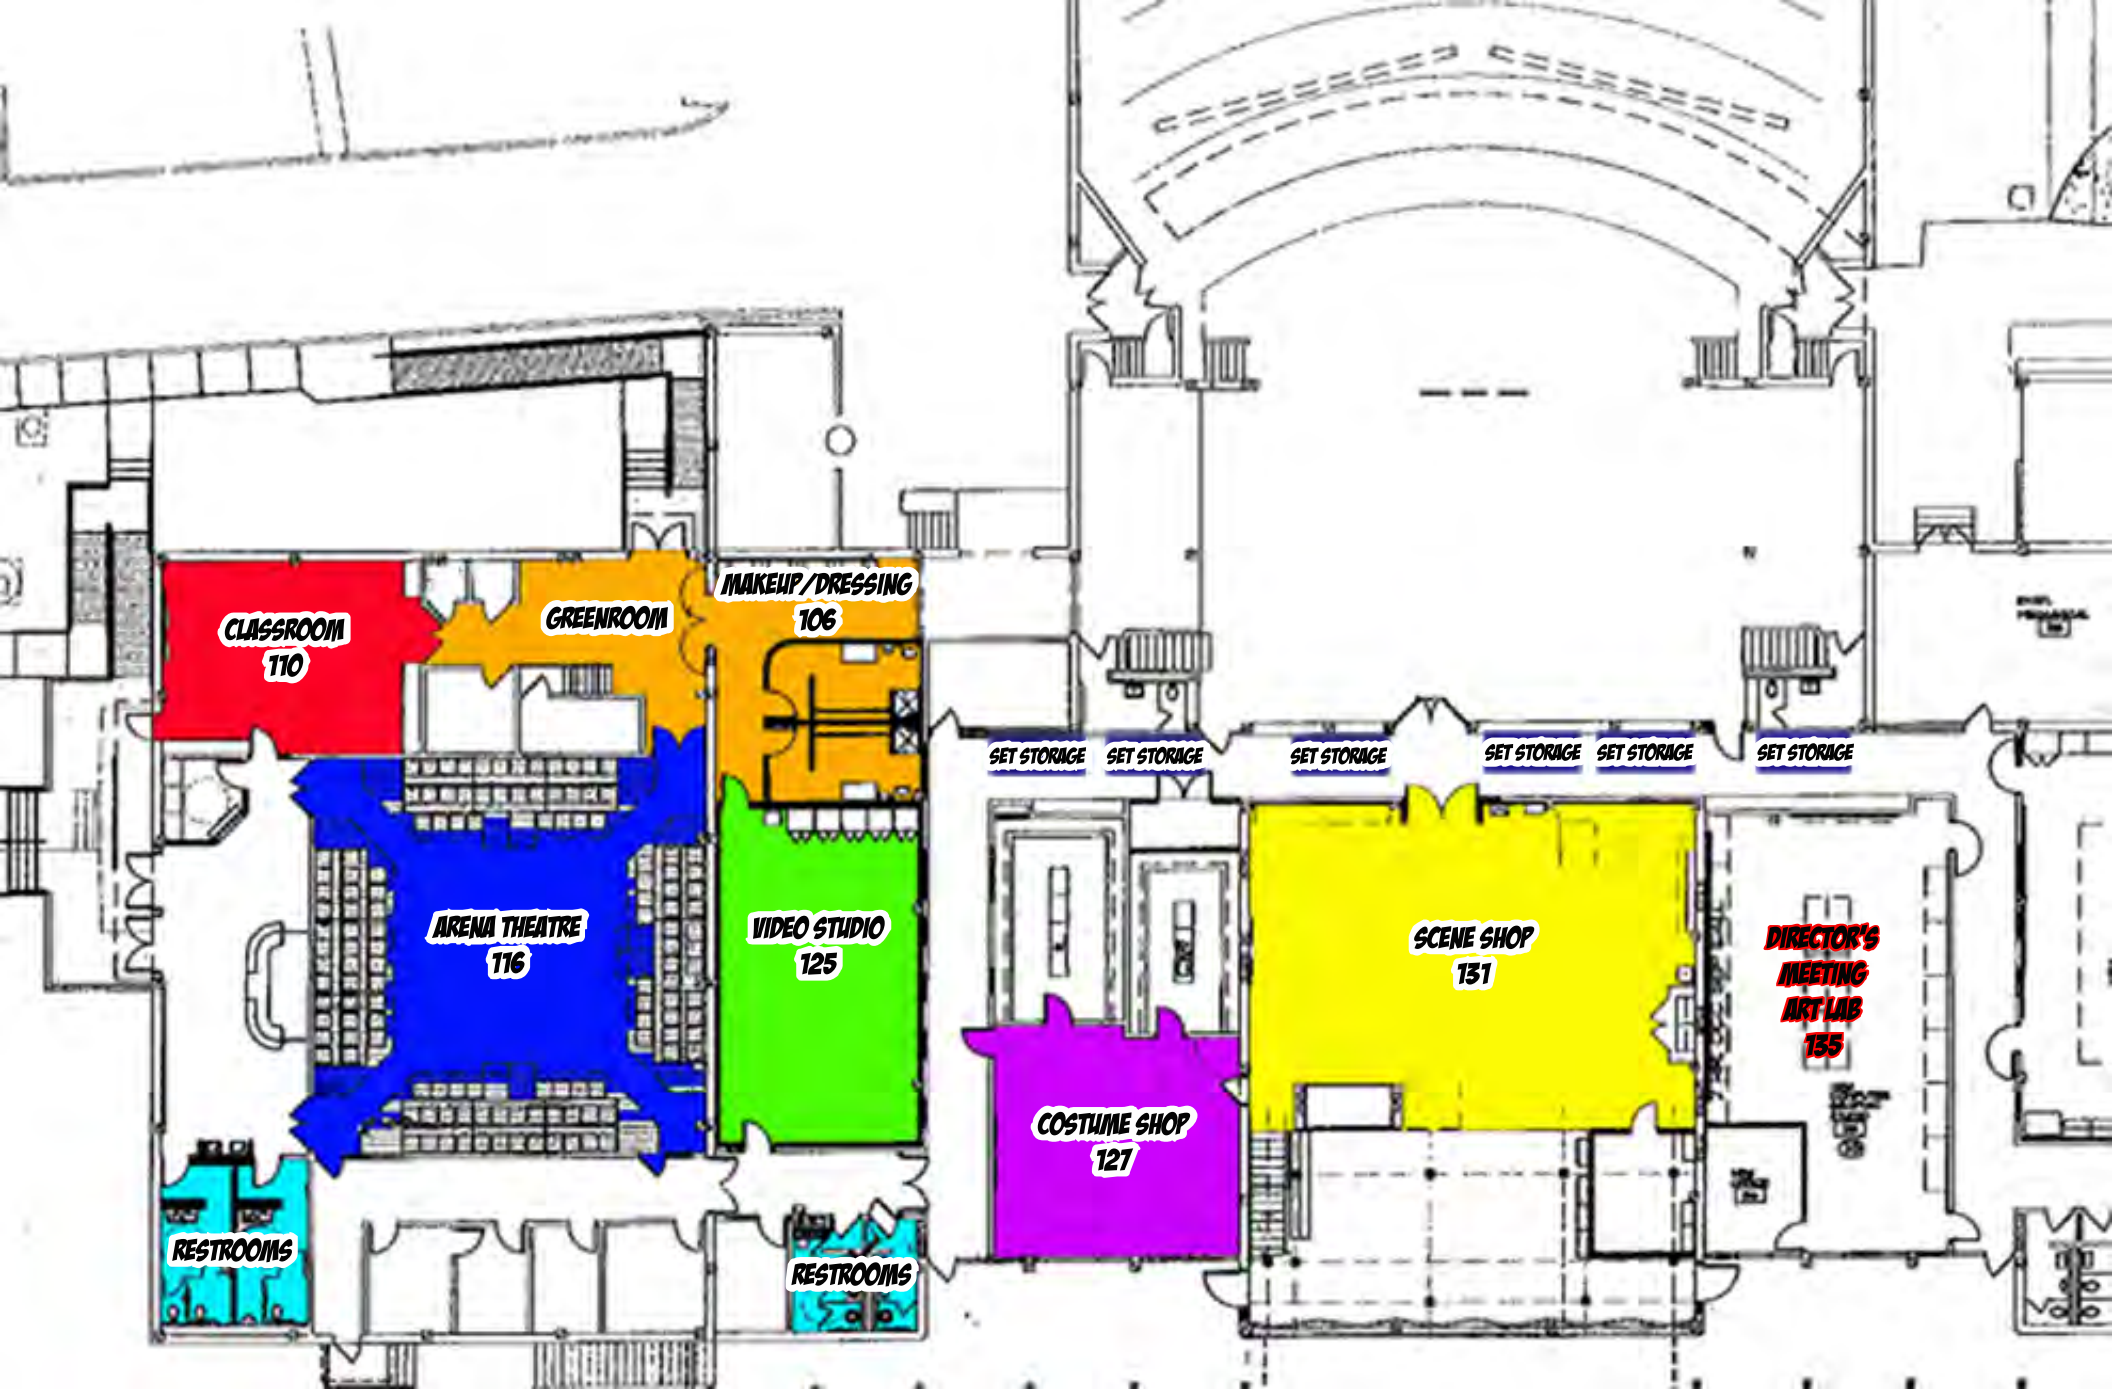 MAKEUP/DRESSING
106
CLASSROOM
110
GREENROOM
SET STORAGE
SET STORAGE
SET STORAGE
SET STORAGE
SET STORAGE
SET STORAGE
ARENA THEATRE
116
VIDEO STUDIO
125
SCENE SHOP
131
DIRECTOR'S
MEETING
ART LAB
135
COSTUME SHOP
127
RESTROOMS
RESTROOMS